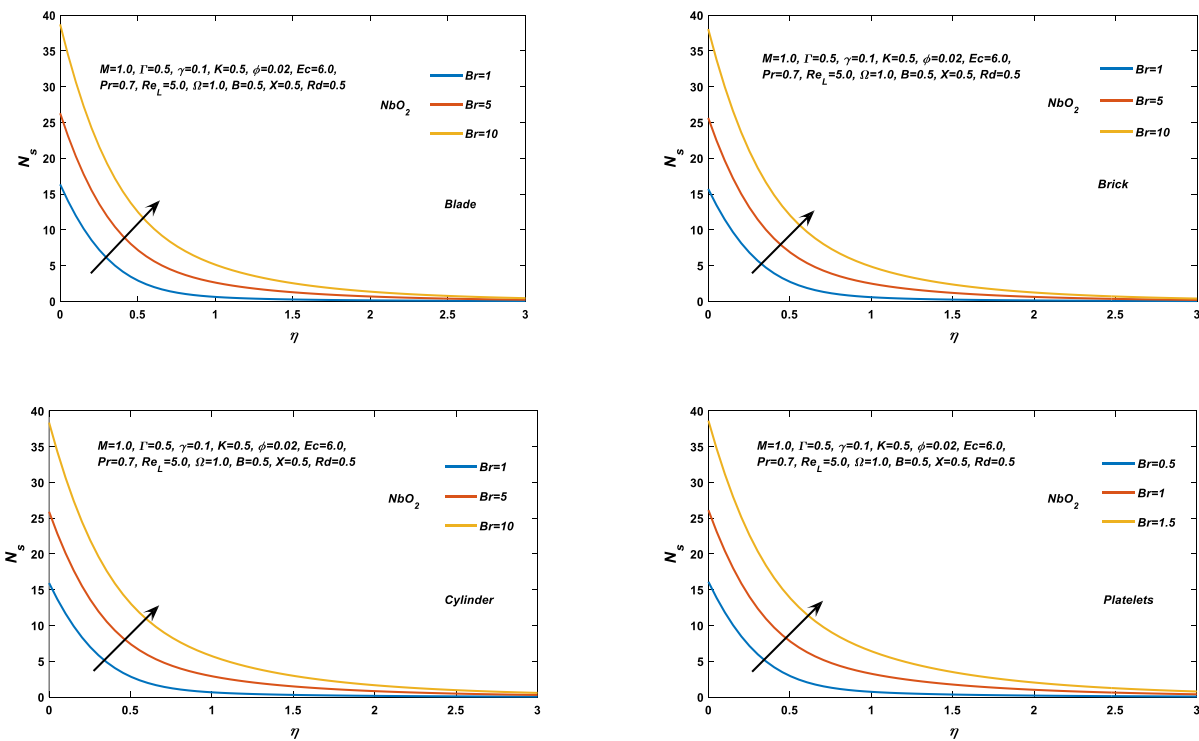 40
35
30
25
20
15
10
5
0
N_s
M=1.0, Γ=0.5, γ=0.1, K=0.5, ϕ=0.02, Ec=6.0,
Pr=0.7, Re_L=5.0, Ω=1.0, B=0.5, X=0.5, Rd=0.5
NbO_2
Br=1
Br=5
Br=10
Blade
0 0.5 1 1.5 2 2.5 3
η
40
35
30
25
20
15
10
5
0
N_s
M=1.0, Γ=0.5, γ=0.1, K=0.5, ϕ=0.02, Ec=6.0,
Pr=0.7, Re_L=5.0, Ω=1.0, B=0.5, X=0.5, Rd=0.5
NbO_2
Br=1
Br=5
Br=10
Brick
0 0.5 1 1.5 2 2.5 3
η
40
35
30
25
20
15
10
5
0
N_s
M=1.0, Γ=0.5, γ=0.1, K=0.5, ϕ=0.02, Ec=6.0,
Pr=0.7, Re_L=5.0, Ω=1.0, B=0.5, X=0.5, Rd=0.5
NbO_2
Br=1
Br=5
Br=10
Cylinder
0 0.5 1 1.5 2 2.5 3
η
40
35
30
25
20
15
10
5
0
N_s
M=1.0, Γ=0.5, γ=0.1, K=0.5, ϕ=0.02, Ec=6.0,
Pr=0.7, Re_L=5.0, Ω=1.0, B=0.5, X=0.5, Rd=0.5
NbO_2
Br=0.5
Br=1
Br=1.5
Platelets
0 0.5 1 1.5 2 2.5 3
η